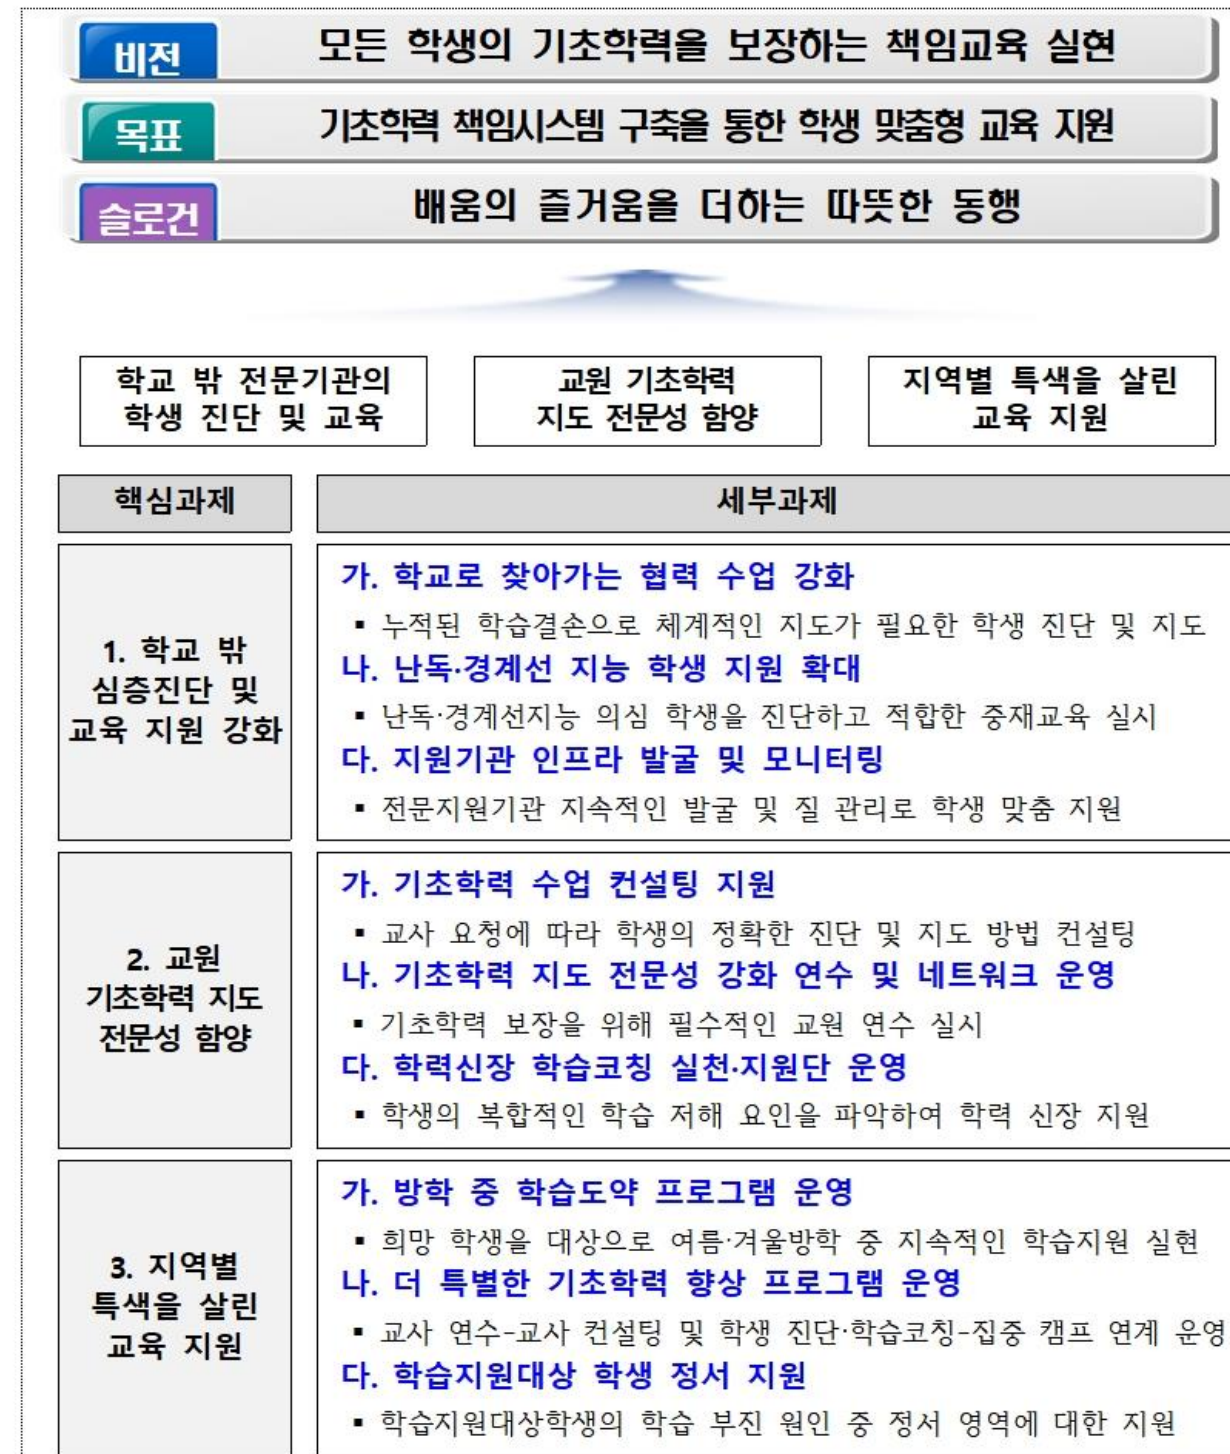 비전 모든 학생의 기초학력을 보장하는 책임교육 실현
목표 기초학력 책임시스템 구축을 통한 학생 맞춤형 교육 지원
슬로건 배움의 즐거움을 더하는 따뜻한 동행
학교 밖 전문기관의
학생 진단 및 교육
교원 기초학력
지도 전문성 함양
지역별 특색을 살린
교육 지원
핵심과제
세부과제
1. 학교 밖
심층진단 및
교육 지원 강화
가. 학교로 찾아가는 협력 수업 강화
▪ 누적된 학습결손으로 체계적인 지도가 필요한 학생 진단 및 지도
나. 난독·경계선 지능 학생 지원 확대
▪ 난독·경계선지능 의심 학생을 진단하고 적합한 중재교육 실시
다. 지원기관 인프라 발굴 및 모니터링
▪ 전문지원기관 지속적인 발굴 및 질 관리로 학생 맞춤 지원
2. 교원
기초학력 지도
전문성 함양
가. 기초학력 수업 컨설팅 지원
▪ 교사 요청에 따라 학생의 정확한 진단 및 지도 방법 컨설팅
나. 기초학력 지도 전문성 강화 연수 및 네트워크 운영
▪ 기초학력 보장을 위해 필수적인 교원 연수 실시
다. 학력신장 학습코칭 실천·지원단 운영
▪ 학생의 복합적인 학습 저해 요인을 파악하여 학력 신장 지원
3. 지역별
특색을 살린
교육 지원
가. 방학 중 학습도약 프로그램 운영
▪ 희망 학생을 대상으로 여름·겨울방학 중 지속적인 학습지원 실현
나. 더 특별한 기초학력 향상 프로그램 운영
▪ 교사 연수-교사 컨설팅 및 학생 진단·학습코칭-집중 캠프 연계 운영
다. 학습지원대상 학생 정서 지원
▪ 학습지원대상학생의 학습 부진 원인 중 정서 영역에 대한 지원